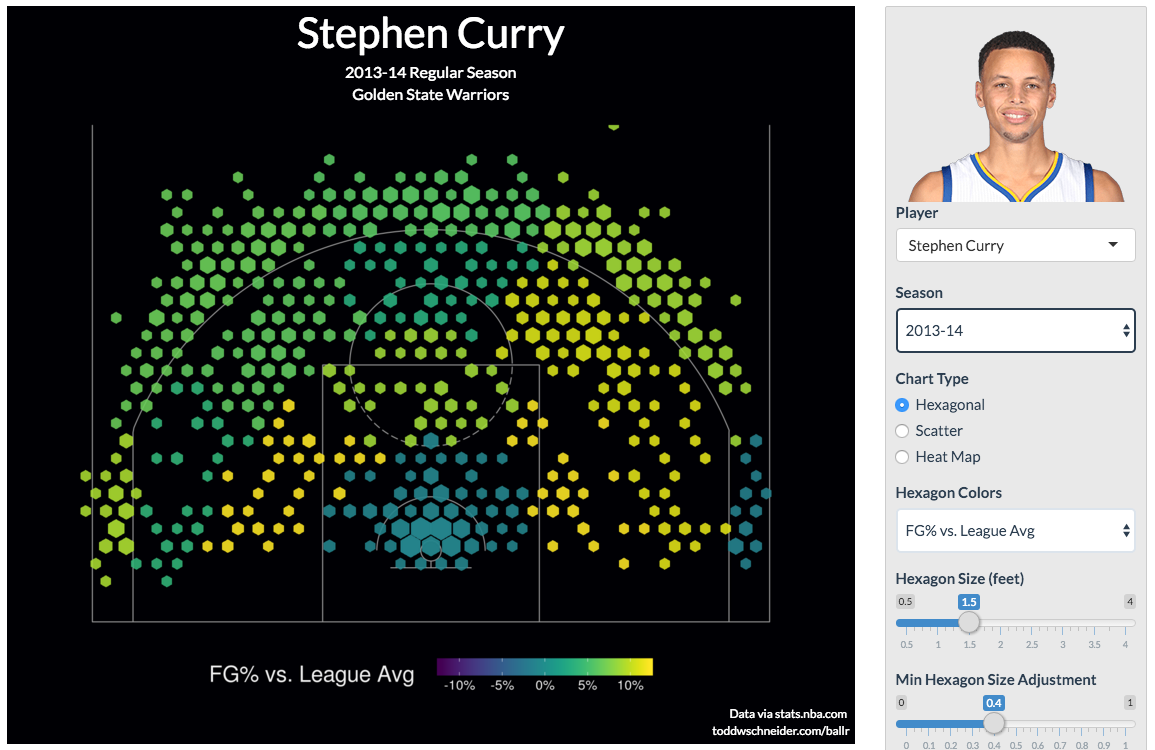 Stephen Curry
2013-14 Regular Season
Golden State Warriors
FG% vs. League Avg
-10% -5% 0% 5% 10%
Data via stats.nba.com
toddwschneider.com/ballr
Player
Stephen Curry
Season
2013-14
Chart Type
Hexagonal
Scatter
Heat Map
Hexagon Colors
FG% vs. League Avg
Hexagon Size (feet)
0.5 1.5 4
0.5 1 1.5 2 2.5 3 3.5 4
Min Hexagon Size Adjustment
0 0.4 1
0 0.1 0.2 0.3 0.4 0.5 0.6 0.7 0.8 0.9 1